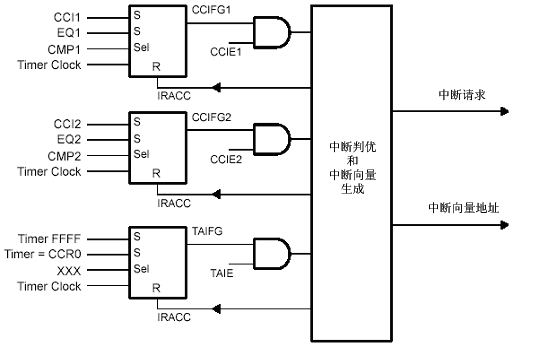 CCI1
EQ1
CMP1
Timer Clock
S
S
Sel
R
CCIFG1
CCIE1
IRACC
CCI2
EQ2
CMP2
Timer Clock
S
S
Sel
R
CCIFG2
CCIE2
IRACC
Timer FFFF
Timer = CCR0
XXX
Timer Clock
S
S
Sel
R
TAIFG
TAIE
IRACC
中断判优
和
中断向量
生成
中断请求
中断向量地址